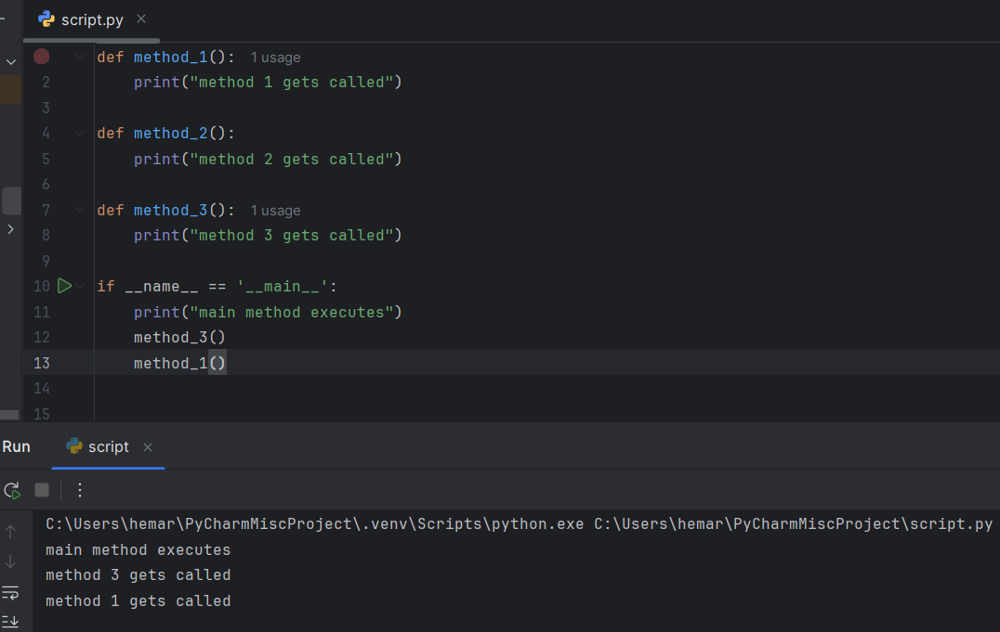 script.py
def method_1(): 1 usage
2 print("method 1 gets called")
3
4 def method_2():
5 print("method 2 gets called")
6
7 def method_3(): 1 usage
8 print("method 3 gets called")
9
10 if __name__ == '__main__':
11 print("main method executes")
12 method_3()
13 method_1()
14
15
Run script
C:\Users\hemar\PyCharmMiscProject\.venv\Scripts\python.exe C:\Users\hemar\PyCharmMiscProject\script.py
main method executes
method 3 gets called
method 1 gets called